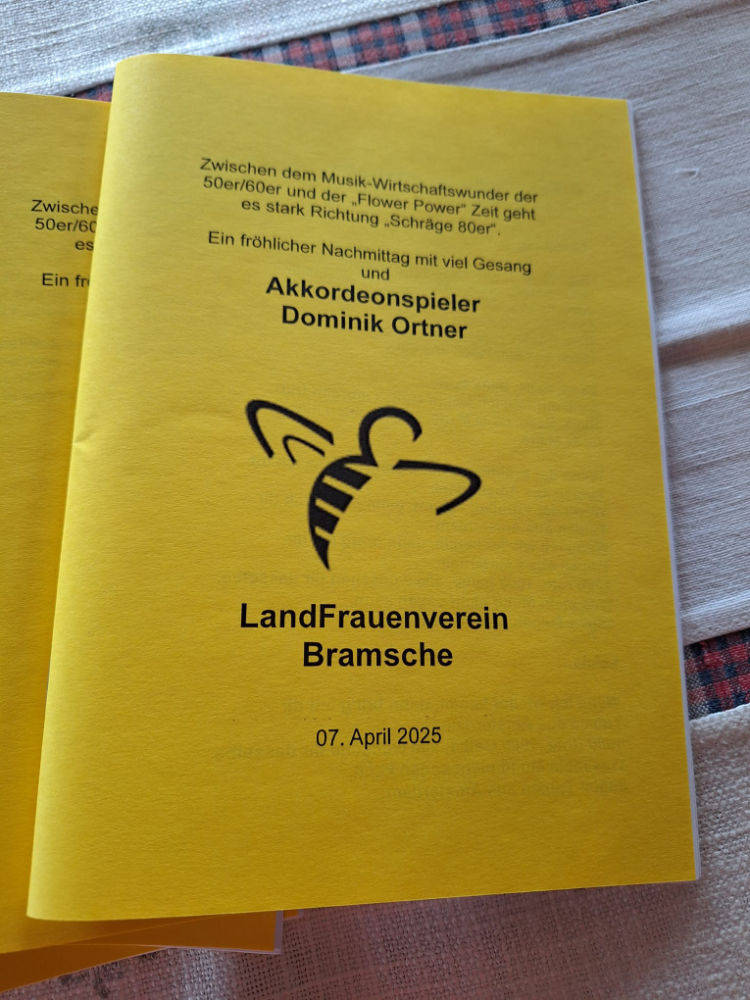 Zwischen dem Musik-Wirtschaftswunder der
50er/60er und der „Flower Power“ Zeit geht
es stark Richtung „Schräge 80er“.
Ein fröhlicher Nachmittag mit viel Gesang
und
Akkordeonspieler
Dominik Ortner
LandFrauenverein
Bramsche
07. April 2025
Zwische
50er/60
es
Ein fr